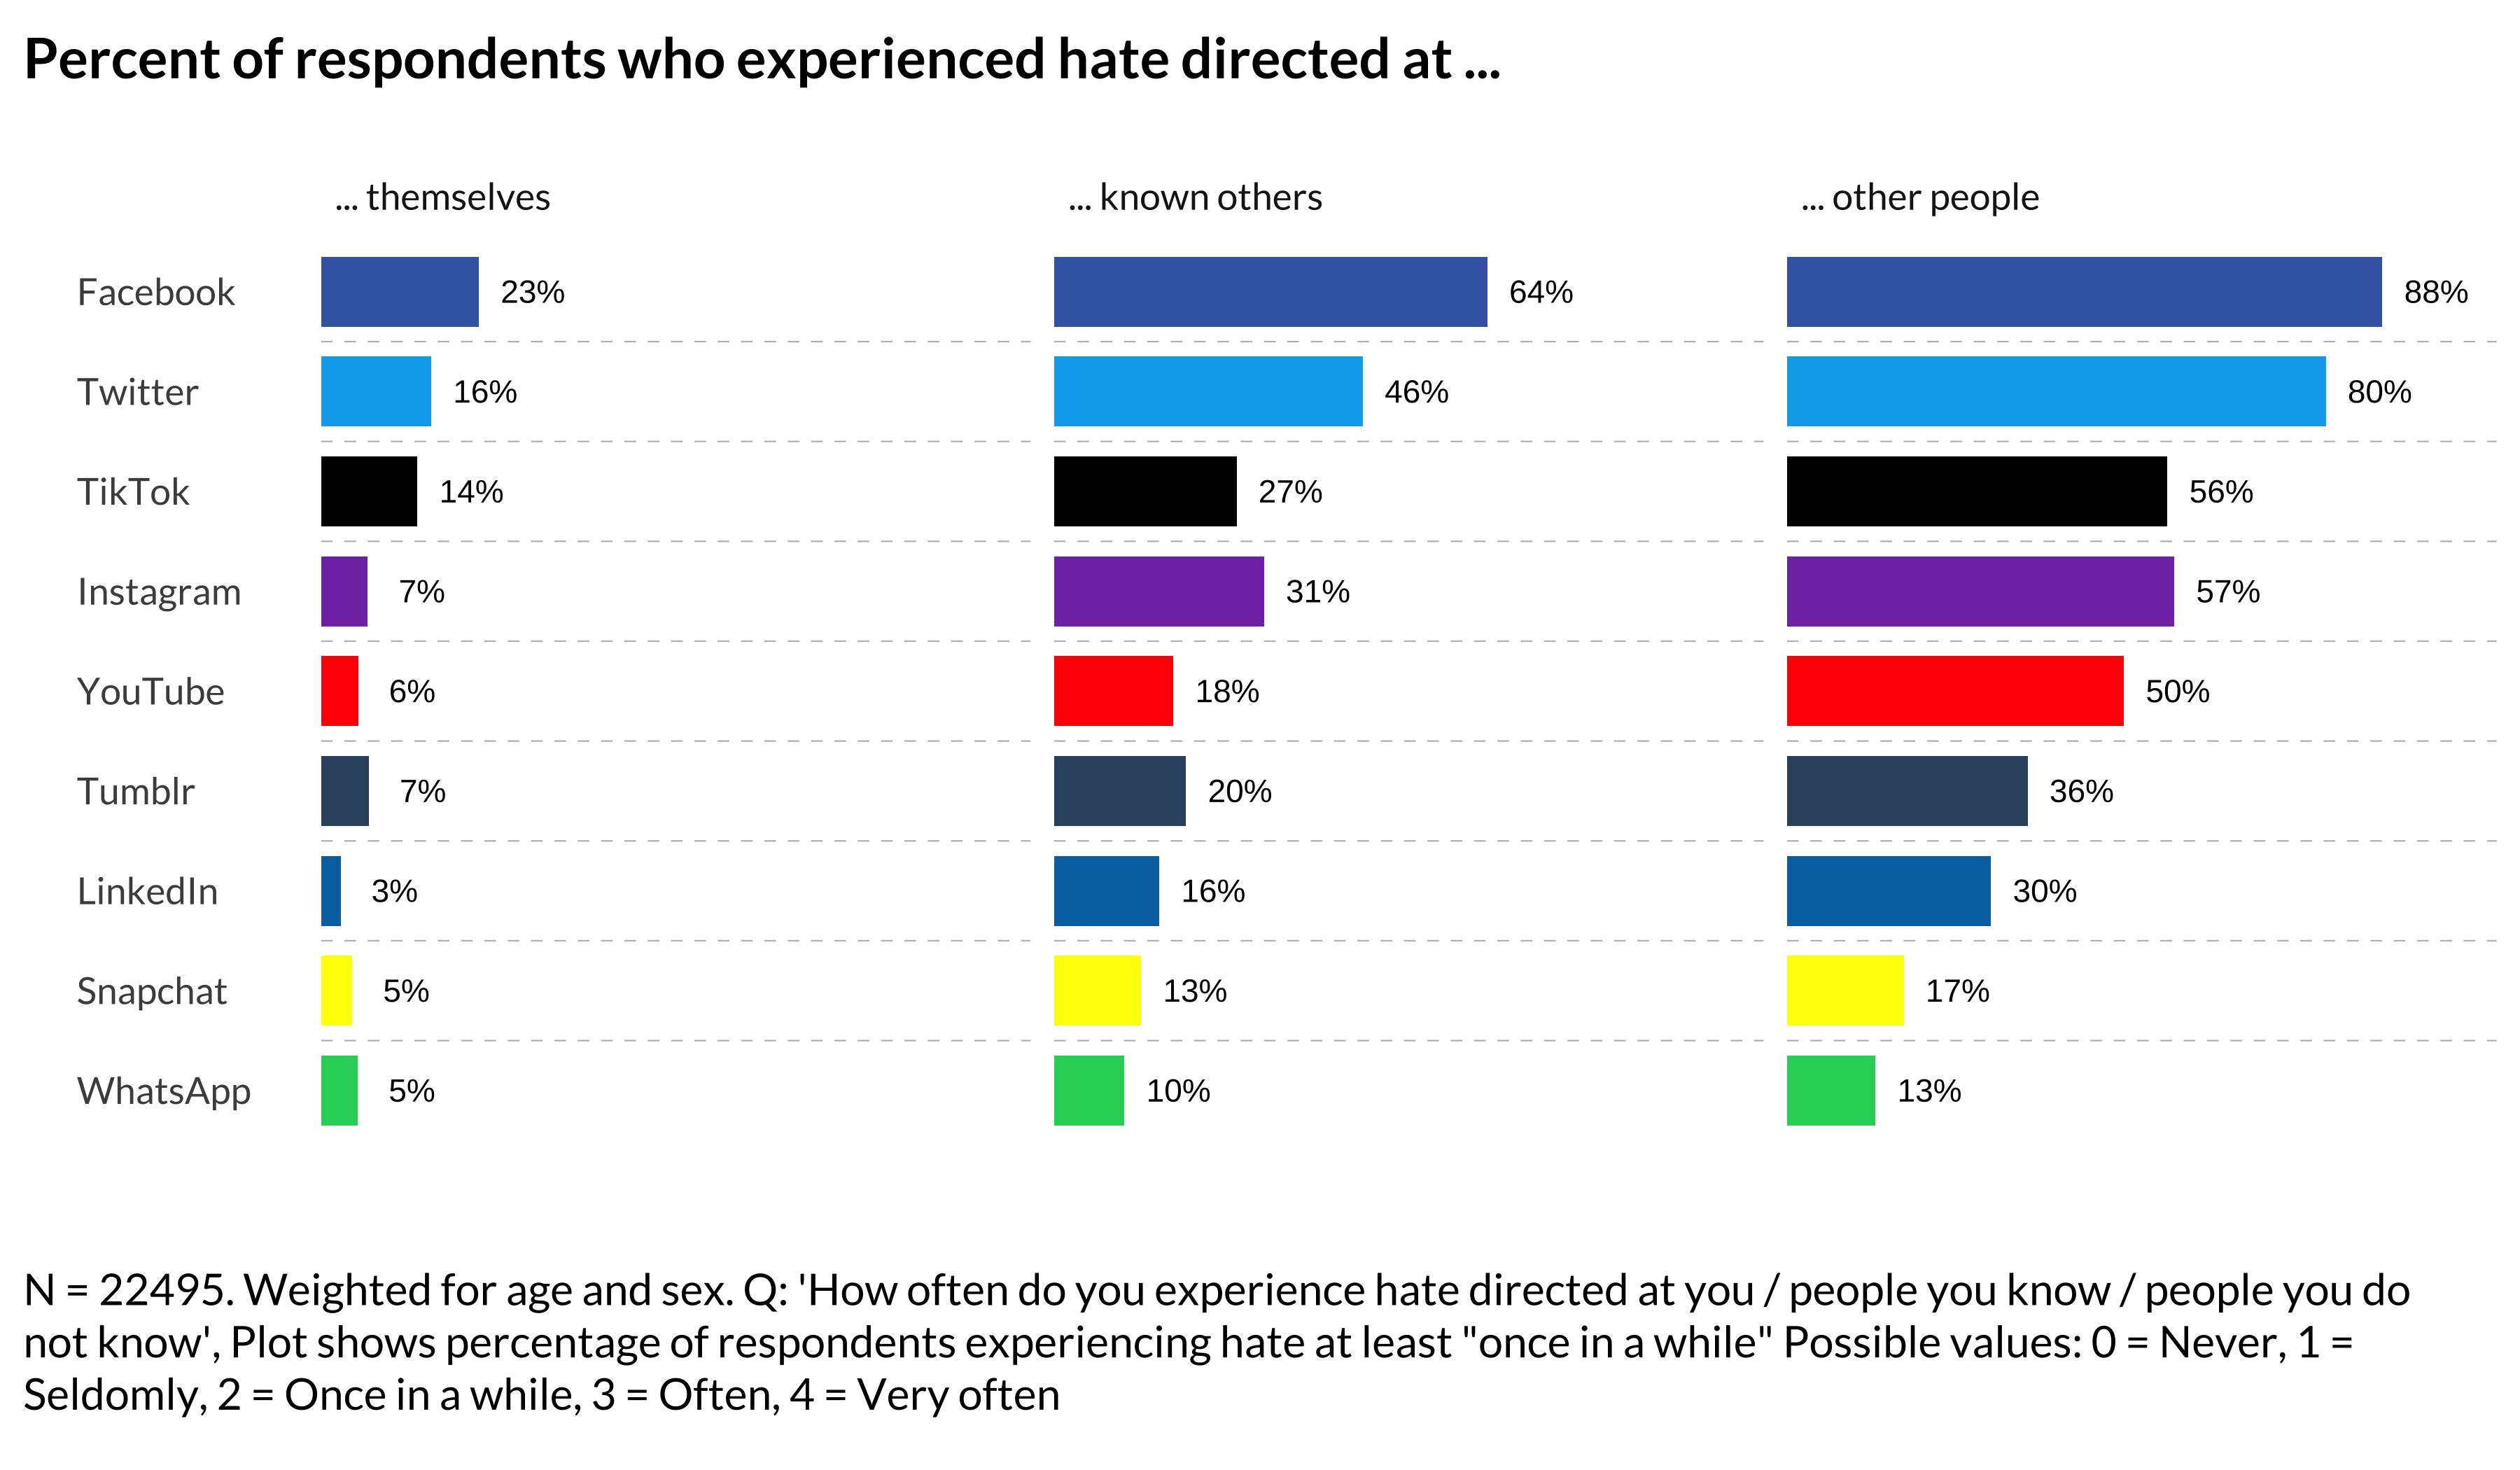 Percent of respondents who experienced hate directed at ...
... themselves
... known others
... other people
Facebook 23% 64% 88%
Twitter 16% 46% 80%
TikTok 14% 27% 56%
Instagram 7% 31% 57%
YouTube 6% 18% 50%
Tumblr 7% 20% 36%
LinkedIn 3% 16% 30%
Snapchat 5% 13% 17%
WhatsApp 5% 10% 13%
N = 22495. Weighted for age and sex. Q: 'How often do you experience hate directed at you / people you know / people you do
not know', Plot shows percentage of respondents experiencing hate at least "once in a while" Possible values: 0 = Never, 1 =
Seldomly, 2 = Once in a while, 3 = Often, 4 = Very often